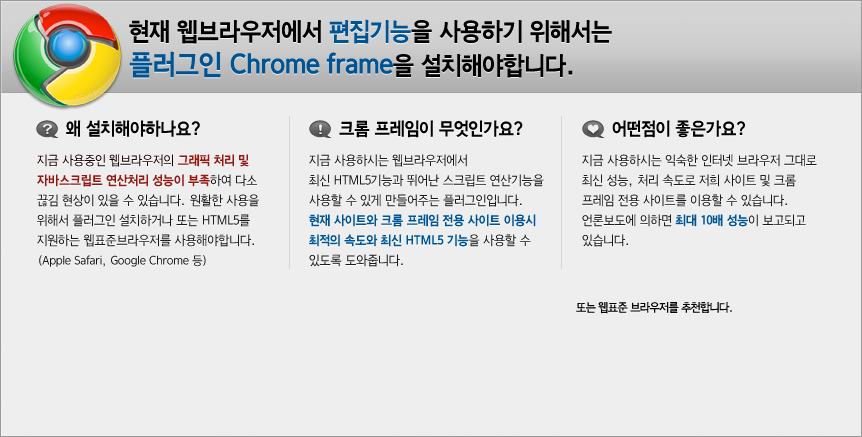 현재 웹브라우저에서 편집기능을 사용하기 위해서는
플러그인 Chrome frame을 설치해야합니다.
왜 설치해야하나요?
지금 사용중인 웹브라우저의 그래픽 처리 및
자바스크립트 연산처리 성능이 부족하여 다소
끊김 현상이 있을 수 있습니다. 원활한 사용을
위해서 플러그인 설치하거나 또는 HTML5를
지원하는 웹표준브라우저를 사용해야합니다.
(Apple Safari, Google Chrome 등)
크롬 프레임이 무엇인가요?
지금 사용하시는 웹브라우저에서
최신 HTML5기능과 뛰어난 스크립트 연산기능을
사용할 수 있게 만들어주는 플러그인입니다.
현재 사이트와 크롬 프레임 전용 사이트 이용시
최적의 속도와 최신 HTML5 기능을 사용할 수
있도록 도와줍니다.
어떤점이 좋은가요?
지금 사용하시는 익숙한 인터넷 브라우저 그대로
최신 성능, 처리 속도로 저희 사이트 및 크롬
프레임 전용 사이트를 이용할 수 있습니다.
언론보도에 의하면 최대 10배 성능이 보고되고
있습니다.
또는 웹표준 브라우저를 추천합니다.